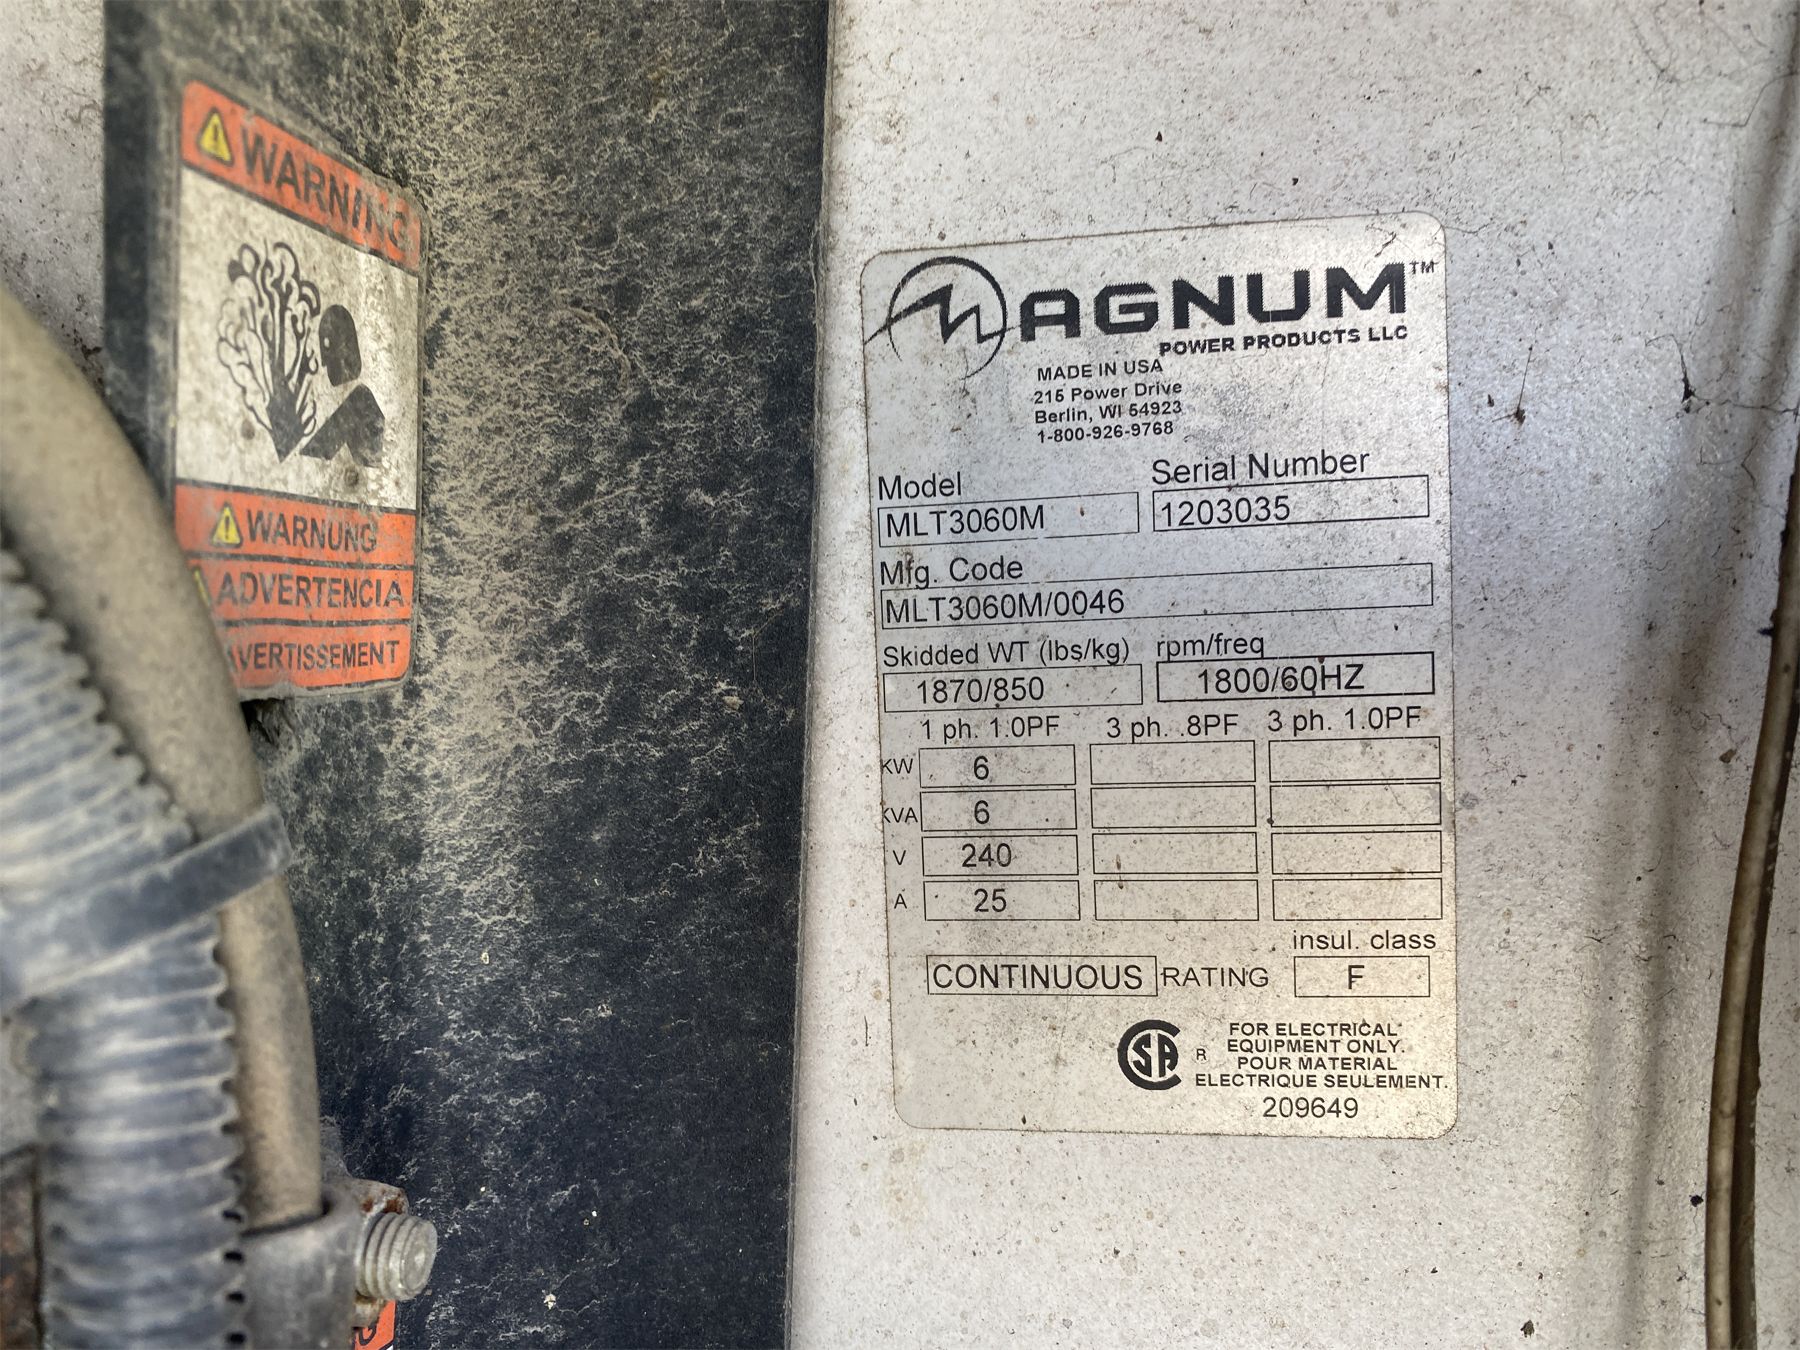 WARNING
WARNUNG
ADVERTENCIA
AVERTISSEMENT
MAGNUM™
POWER PRODUCTS LLC
MADE IN USA
215 Power Drive
Berlin, WI 54923
1-800-926-9768
Model Serial Number
MLT3060M 1203035
Mfg. Code
MLT3060M/0046
Skidded WT (lbs/kg) rpm/freq
1870/850 1800/60HZ
1 ph. 1.0PF 3 ph. .8PF 3 ph. 1.0PF
KW 6
KVA 6
V 240
A 25
insul. class
CONTINUOUS RATING F
SA R
FOR ELECTRICAL
EQUIPMENT ONLY.
POUR MATERIAL
ELECTRIQUE SEULEMENT.
209649